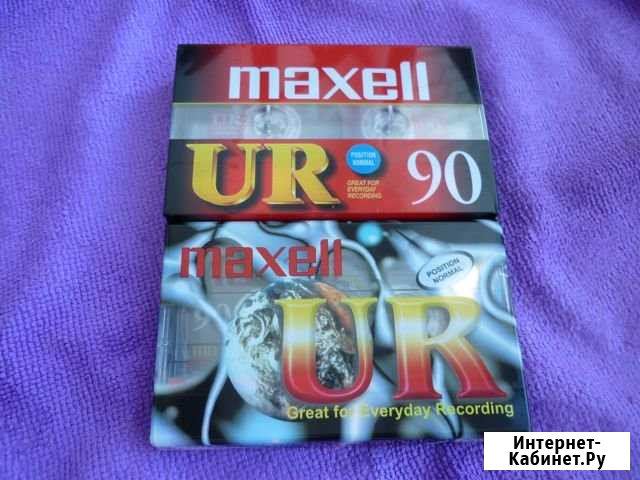 maxell
UR
POSITION
NORMAL
GREAT FOR
EVERYDAY
RECORDING
90
maxell
POSITION
NORMAL
90
UR
Great for Everyday Recording
Интернет-
Кабинет.Ру